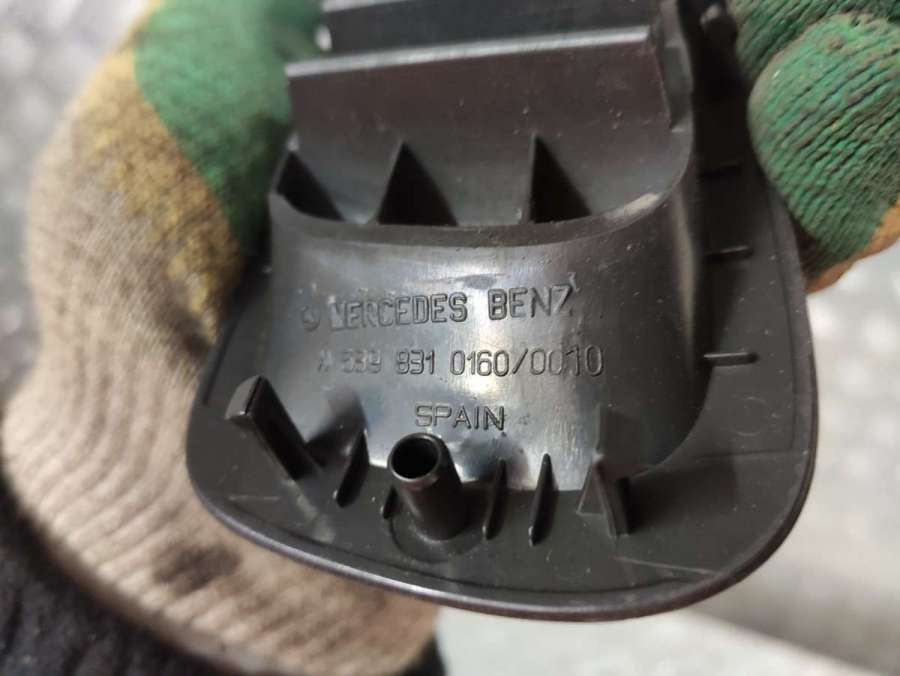 MERCEDES BENZ
A 639 831 0160/0010
SPAIN